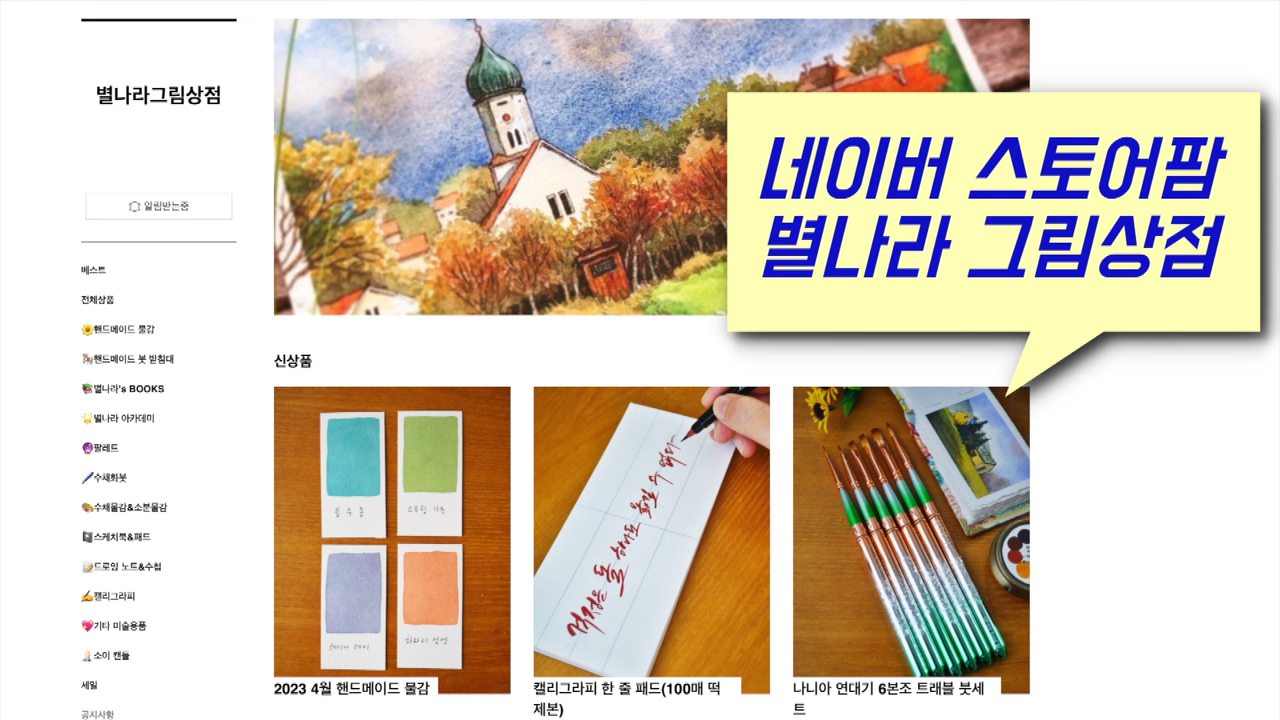 별나라그림상점
알림받는중
베스트
전체상품
핸드메이드 물감
핸드메이드 붓 받침대
별나라's BOOKS
별나라 아카데미
팔레트
수채화붓
수채물감&소분물감
스케치북&패드
드로잉 노트&수첩
캘리그라피
기타 미술용품
소이 캔들
세일
공지사항
네이버 스토어팜
별나라 그림상점
신상품
2023 4월 핸드메이드 물감
캘리그라피 한 줄 패드(100매 떡
제본)
나니아 연대기 6본조 트래블 붓세
트